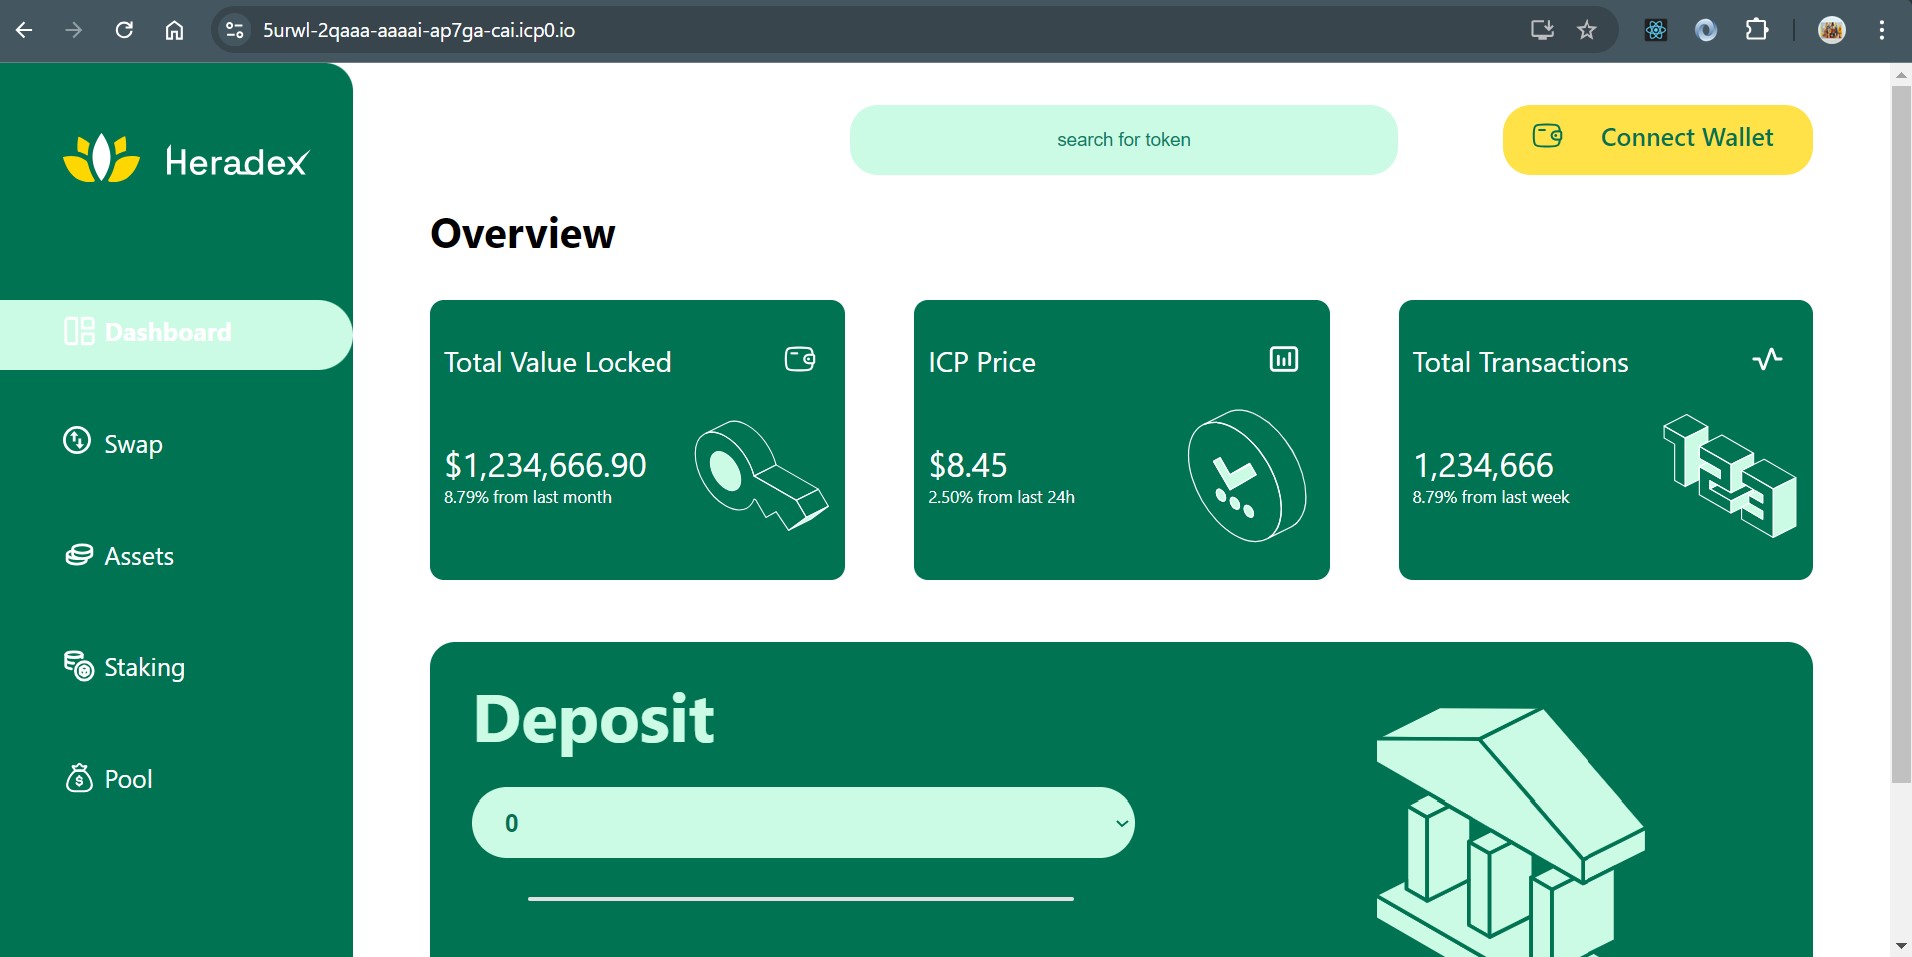 5urwl-2qaaa-aaaai-ap7ga-cai.icp0.io
Heradex
search for token
Connect Wallet
Overview
Dashboard
Swap
Assets
Staking
Pool
Total Value Locked
$1,234,666.90
8.79% from last month
ICP Price
$8.45
2.50% from last 24h
Total Transactions
1,234,666
8.79% from last week
123
Deposit
0